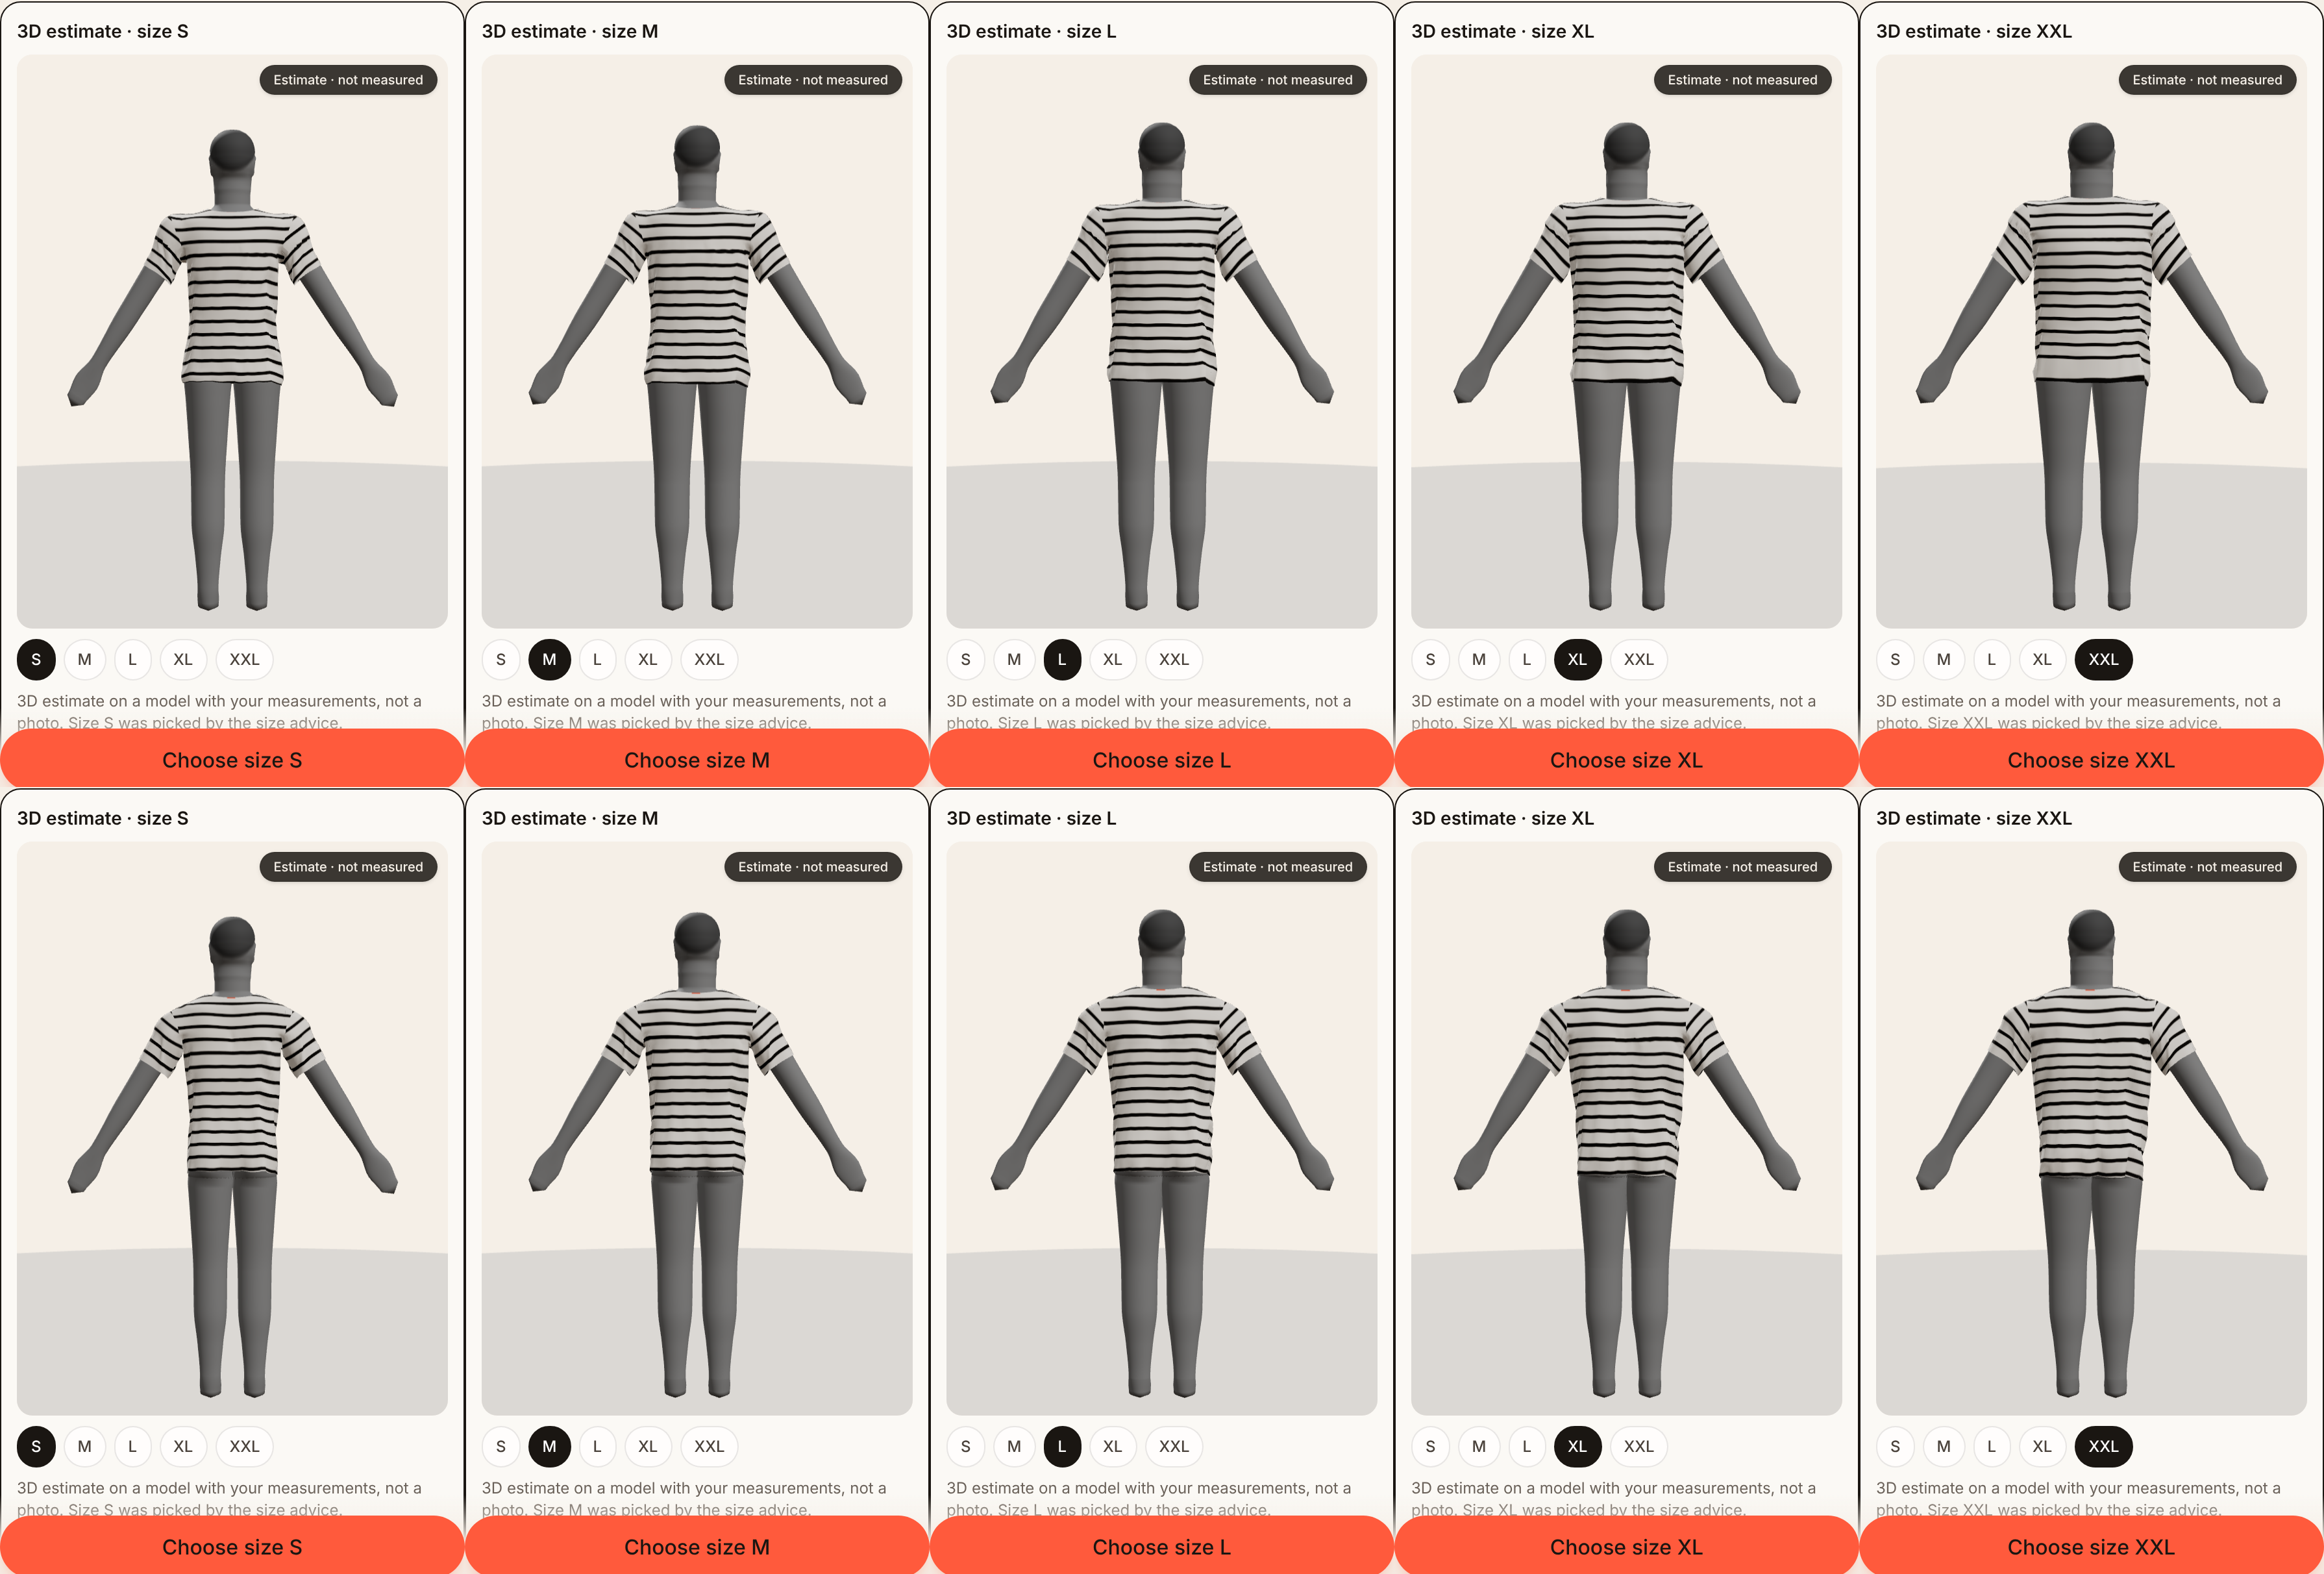 3D estimate · size S
Estimate · not measured
S M L XL XXL
3D estimate on a model with your measurements, not a
photo. Size S was picked by the size advice.
Choose size S
3D estimate · size M
Estimate · not measured
S M L XL XXL
3D estimate on a model with your measurements, not a
photo. Size M was picked by the size advice.
Choose size M
3D estimate · size L
Estimate · not measured
S M L XL XXL
3D estimate on a model with your measurements, not a
photo. Size L was picked by the size advice.
Choose size L
3D estimate · size XL
Estimate · not measured
S M L XL XXL
3D estimate on a model with your measurements, not a
photo. Size XL was picked by the size advice.
Choose size XL
3D estimate · size XXL
Estimate · not measured
S M L XL XXL
3D estimate on a model with your measurements, not a
photo. Size XXL was picked by the size advice.
Choose size XXL
3D estimate · size S
Estimate · not measured
S M L XL XXL
3D estimate on a model with your measurements, not a
photo. Size S was picked by the size advice.
Choose size S
3D estimate · size M
Estimate · not measured
S M L XL XXL
3D estimate on a model with your measurements, not a
photo. Size M was picked by the size advice.
Choose size M
3D estimate · size L
Estimate · not measured
S M L XL XXL
3D estimate on a model with your measurements, not a
photo. Size L was picked by the size advice.
Choose size L
3D estimate · size XL
Estimate · not measured
S M L XL XXL
3D estimate on a model with your measurements, not a
photo. Size XL was picked by the size advice.
Choose size XL
3D estimate · size XXL
Estimate · not measured
S M L XL XXL
3D estimate on a model with your measurements, not a
photo. Size XXL was picked by the size advice.
Choose size XXL